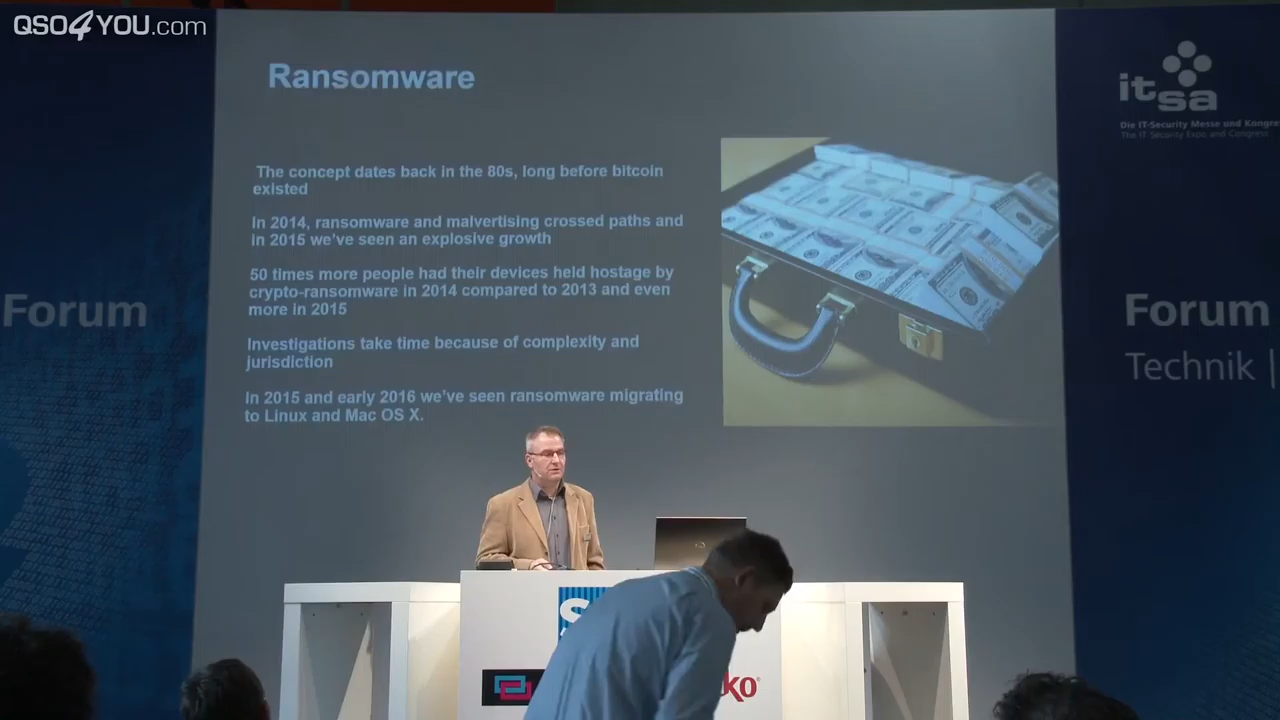 QSO4YOU.com
Ransomware
itsa
Die IT-Security Messe und Kongre
The IT Security Expo and Congress
The concept dates back in the 80s, long before bitcoin
existed
In 2014, ransomware and malvertising crossed paths and
in 2015 we've seen an explosive growth
50 times more people had their devices held hostage by
crypto-ransomware in 2014 compared to 2013 and even
more in 2015
Investigations take time because of complexity and
jurisdiction
In 2015 and early 2016 we've seen ransomware migrating
to Linux and Mac OS X.
Forum
Forum
Technik |
S
ko®